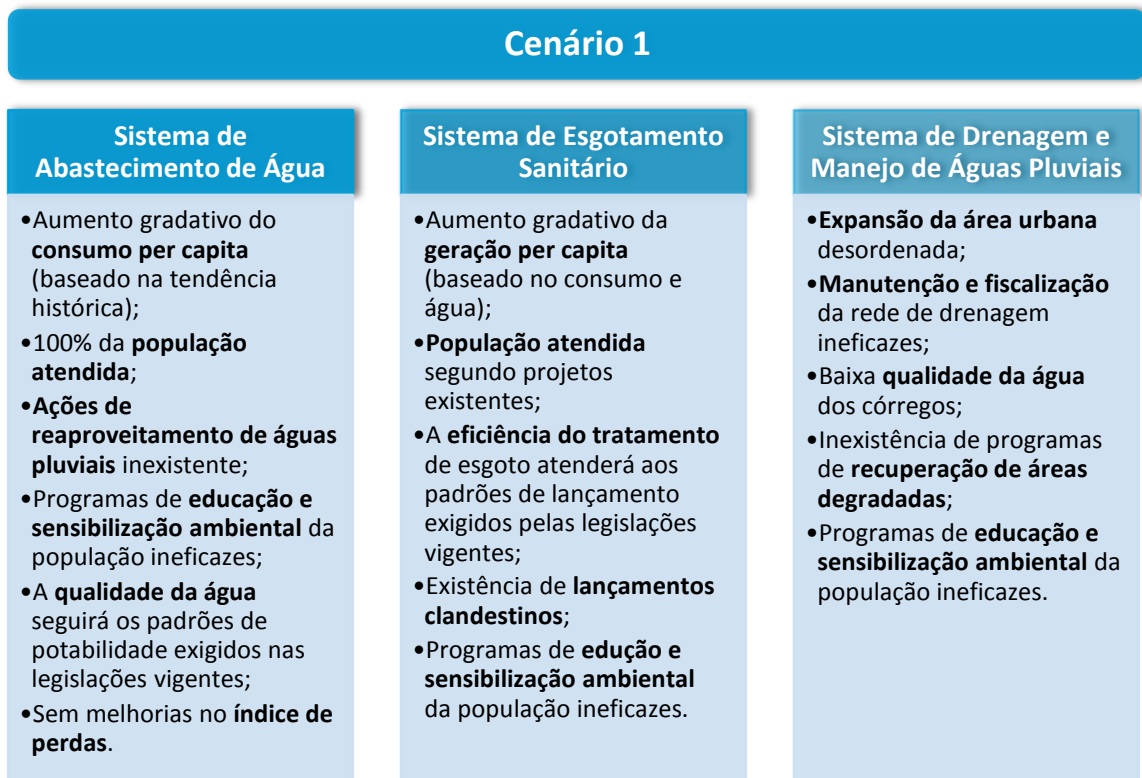 Cenário 1
Sistema de
Abastecimento de Água
•Aumento gradativo do
consumo per capita
(baseado na tendência
histórica);
•100% da população
atendida;
•Ações de
reaproveitamento de águas
pluviais inexistente;
•Programas de educação e
sensibilização ambiental da
população ineficazes;
•A qualidade da água
seguirá os padrões de
potabilidade exigidos nas
legislações vigentes;
•Sem melhorias no índice de
perdas.
Sistema de Esgotamento
Sanitário
•Aumento gradativo da
geração per capita
(baseado no consumo e
água);
•População atendida
segundo projetos
existentes;
•A eficiência do tratamento
de esgoto atenderá aos
padrões de lançamento
exigidos pelas legislações
vigentes;
•Existência de lançamentos
clandestinos;
•Programas de edução e
sensibilização ambiental
da população ineficazes.
Sistema de Drenagem e
Manejo de Águas Pluviais
•Expansão da área urbana
desordenada;
•Manutenção e fiscalização
da rede de drenagem
ineficazes;
•Baixa qualidade da água
dos córregos;
•Inexistência de programas
de recuperação de áreas
degradadas;
•Programas de educação e
sensibilização ambiental da
população ineficazes.